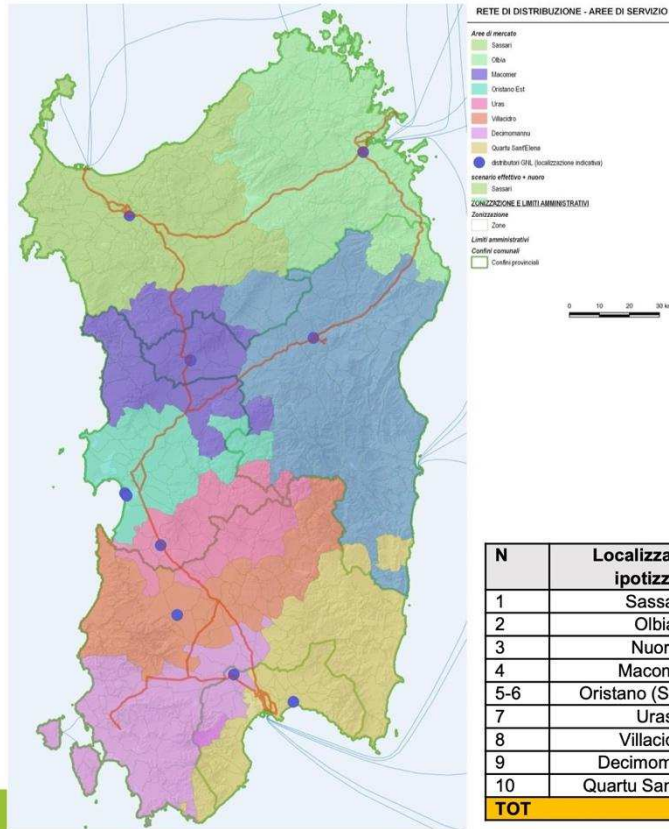 RETE DI DISTRIBUZIONE - AREE DI SERVIZIO
Aree di mercato
Sassari
Olbia
Macomer
Oristano Est
Uras
Villacidro
Decimomannu
Quartu Sant'Elena
distributori GNL (localizzazione indicativa)
scenario effettivo + nuoro
Sassari
ZONIZZAZIONE E LIMITI AMMINISTRATIVI
Zonizzazione
Zone
Limiti amministrativi
Confini comunali
Confini provinciali
0 10 20 30 k
N Localizza
ipotizz
1 Sassa
2 Olbia
3 Nuor
4 Macon
5-6 Oristano (S
7 Uras
8 Villacid
9 Decimom
10 Quartu San
TOT